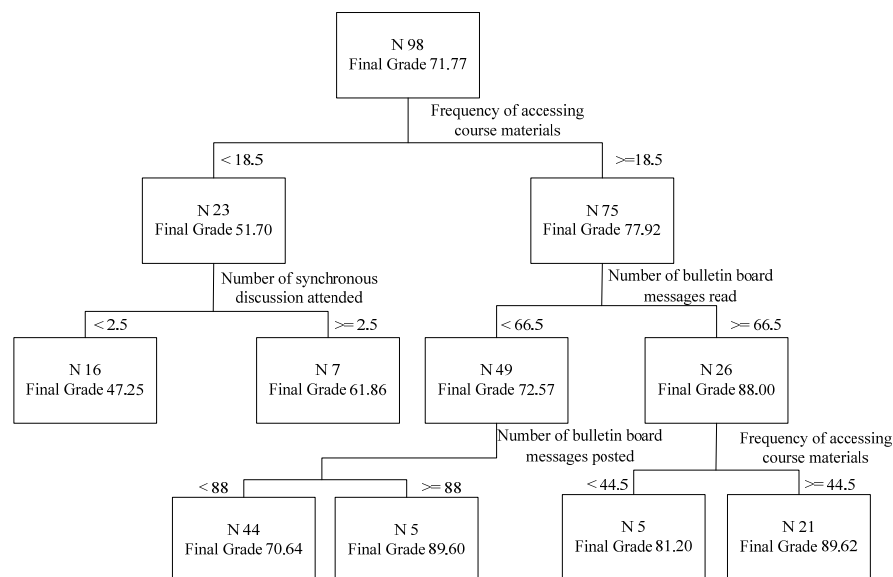 N 98
Final Grade 71.77
Frequency of accessing
course materials
< 18.5
>=18.5
N 23
Final Grade 51.70
N 75
Final Grade 77.92
Number of synchronous
discussion attended
Number of bulletin board
messages read
< 2.5
>= 2.5
< 66.5
>= 66.5
N 16
Final Grade 47.25
N 7
Final Grade 61.86
N 49
Final Grade 72.57
N 26
Final Grade 88.00
Number of bulletin board
messages posted
Frequency of accessing
course materials
< 88
>= 88
< 44.5
>= 44.5
N 44
Final Grade 70.64
N 5
Final Grade 89.60
N 5
Final Grade 81.20
N 21
Final Grade 89.62